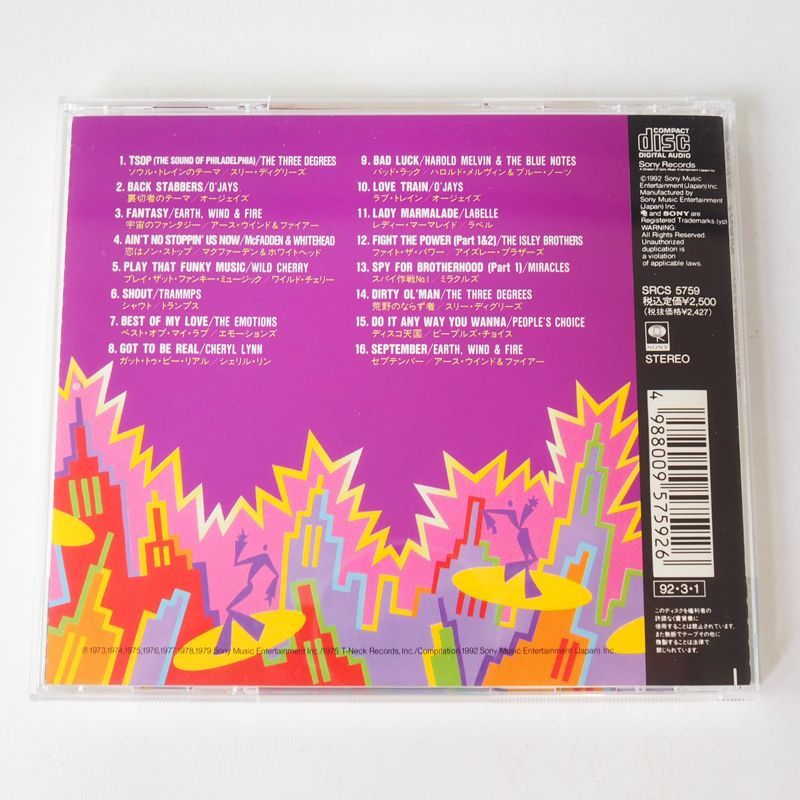 1. TSOP (THE SOUND OF PHILADELPHIA)/THE THREE DEGREES
ソウル・トレインのテーマ/スリー・ディグリーズ
2. BACK STABBERS/O'JAYS
裏切者のテーマ/オージェイズ
3. FANTASY/EARTH, WIND & FIRE
宇宙のファンタジー/アース・ウインド&ファイアー
4. AIN'T NO STOPPIN' US NOW/McFADDEN & WHITEHEAD
恋はノン・ストップ/マクファーデン&ホワイトヘッド
5. PLAY THAT FUNKY MUSIC/WILD CHERRY
プレイ・ザット・ファンキー・ミュージック/ワイルド・チェリー
6. SHOUT/TRAMMPS
シャウト/トランプス
7. BEST OF MY LOVE/THE EMOTIONS
ベスト・オブ・マイ・ラブ/エモーションズ
8. GOT TO BE REAL/CHERYL LYNN
ガット・トゥ・ビー・リアル/シェリル・リン
9. BAD LUCK/HAROLD MELVIN & THE BLUE NOTES
バッド・ラック/ハロルド・メルヴィン&ブルー・ノーツ
10. LOVE TRAIN/O'JAYS
ラブ・トレイン/オージェイズ
11. LADY MARMALADE/LABELLE
レディー・マーマレイド/ラベル
12. FIGHT THE POWER (Part 1&2)/THE ISLEY BROTHERS
ファイト・ザ・パワー/アイズレー・ブラザーズ
13. SPY FOR BROTHERHOOD (Part 1)/MIRACLES
スパイ作戦No.1/ミラクルズ
14. DIRTY OL'MAN/THE THREE DEGREES
荒野のならず者/スリー・ディグリーズ
15. DO IT ANY WAY YOU WANNA/PEOPLE'S CHOICE
ディスコ天国/ピープルズ・チョイス
16. SEPTEMBER/EARTH, WIND & FIRE
セプテンバー/アース・ウインド&ファイアー
COMPACT
disc
DIGITAL AUDIO
Sony Records
©1992 Sony Music
Entertainment (Japan) Inc.
Manufactured by
Sony Music Entertainment
(Japan) Inc.
and SONY are
Registered Trademarks. (yp)
WARNING:
All Rights Reserved.
Unauthorized
duplication is
a violation
of applicable laws.
SRCS 5759
税込定価¥2,500
(税抜価格¥2,427)
SONY
STEREO
4 988009 575926
92・3・1
このディスクを権利者の
許諾なく賃貸業に
使用することを禁止されています。
また無断でテープその他に
複製することは法律で
禁じられています。
℗1973,1974,1975,1976,1977,1978,1979 Sony Music Entertainment Inc./1975 T-Neck Records, Inc./Compilation 1992 Sony Music Entertainment (Japan) Inc.